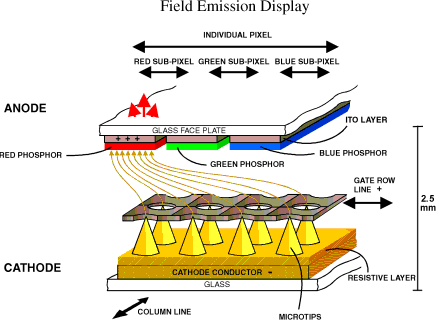 Field Emission Display
INDIVIDUAL PIXEL
RED SUB-PIXEL GREEN SUB-PIXEL BLUE SUB-PIXEL
ANODE
GLASS FACE PLATE
ITO LAYER
+ + +
RED PHOSPHOR
BLUE PHOSPHOR
GREEN PHOSPHOR
GATE ROW
LINE +
2.5
mm
CATHODE
CATHODE CONDUCTOR -
RESISTIVE LAYER
GLASS
COLUMN LINE
MICROTIPS